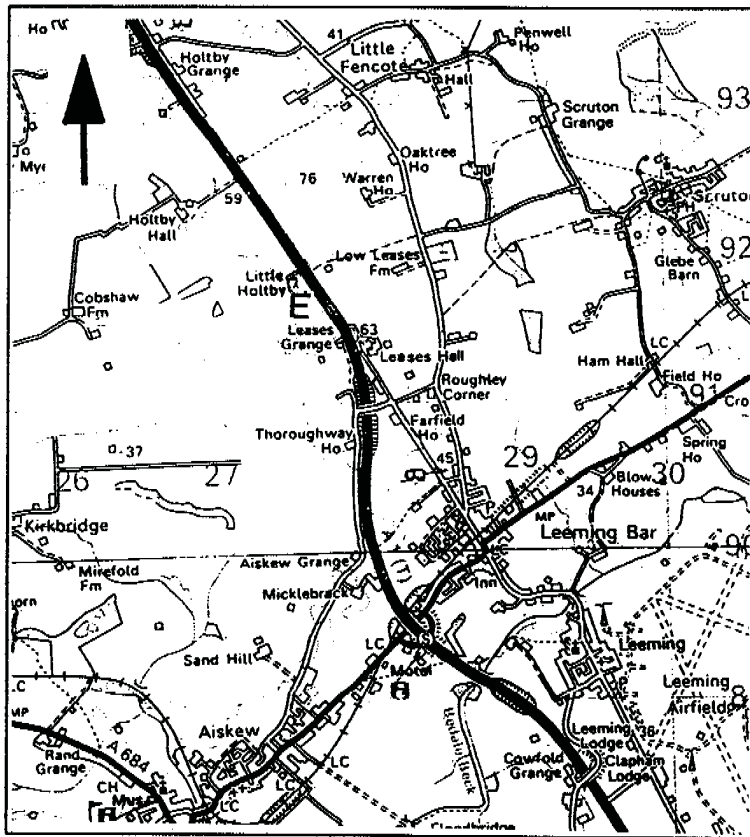 Ho
Holtby
Grange
41
Little
Fencote
Hall
Penwell
Ho
93
Scruton
Grange
Oaktree
Ho
Warren
Ho
76
59
Holtby
Hall
Scruton
92
Glebe
Barn
Low Leases
Fm
Little
Holtby
E
Cobshaw
Fm
Leases
Grange
63
Leases Hall
LC
Ham Hall
Field Ho
91
Roughley
Corner
Farfield
Ho
Thoroughway
Ho
Spring
Ho
37
26
27
45
29
30
34
Blow
Houses
MP
Leeming Bar
Kirkbridge
Mirefold
Fm
Aiskew Grange
Micklebrack
(T)
LC
Inn
90
Sand Hill
LC
S
Motel
Leeming
Leeming
Airfield
LC
MP
A 684
Aiskew
Rand
Grange
CH
Mus
LC
LC
LC
Leeming
Lodge
36
Cowfold
Grange
Clapham
Lodge